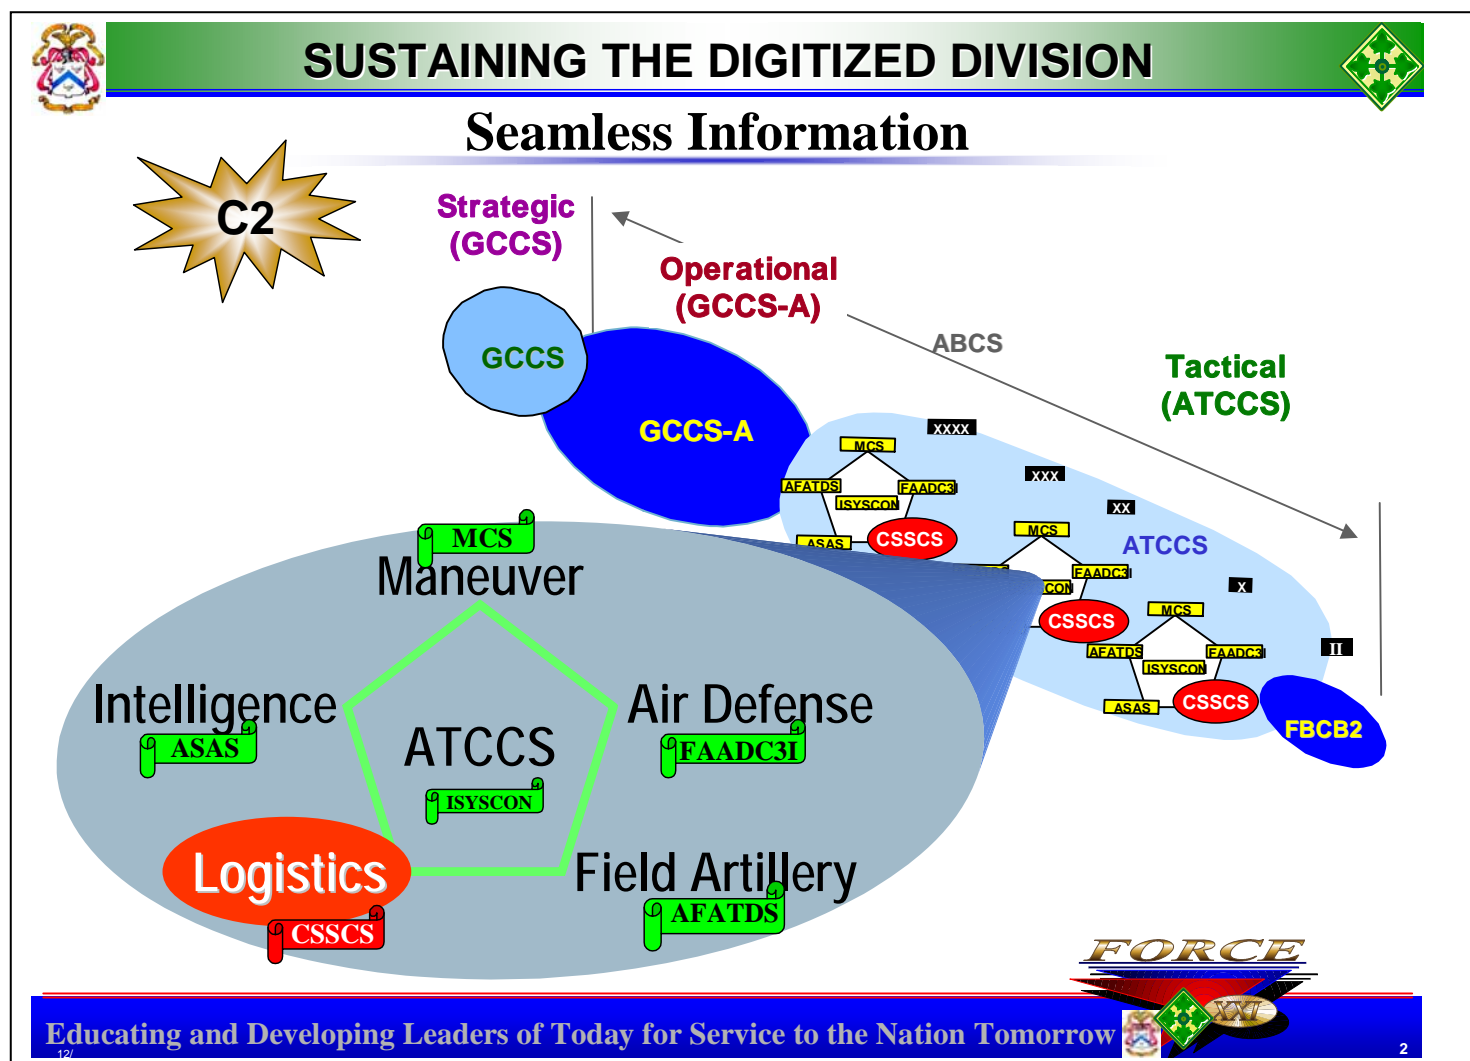 SUSTAINING THE DIGITIZED DIVISION
Seamless Information
C2
Strategic
(GCCS)
Operational
(GCCS-A)
ABCS
Tactical
(ATCCS)
GCCS
GCCS-A
XXXX
MCS
AFATDS
FAADC3I
ISYSCON
ASAS
CSSCS
XXX
XX
MCS
ATCCS
FAADC3I
CSSCS
X
MCS
AFATDS
FAADC3I
ISYSCON
ASAS
CSSCS
II
FBCB2
MCS
Maneuver
Intelligence
ASAS
Air Defense
FAADC3I
ATCCS
ISYSCON
Logistics
CSSCS
Field Artillery
AFATDS
FORCE
XXI
Educating and Developing Leaders of Today for Service to the Nation Tomorrow
12/
2